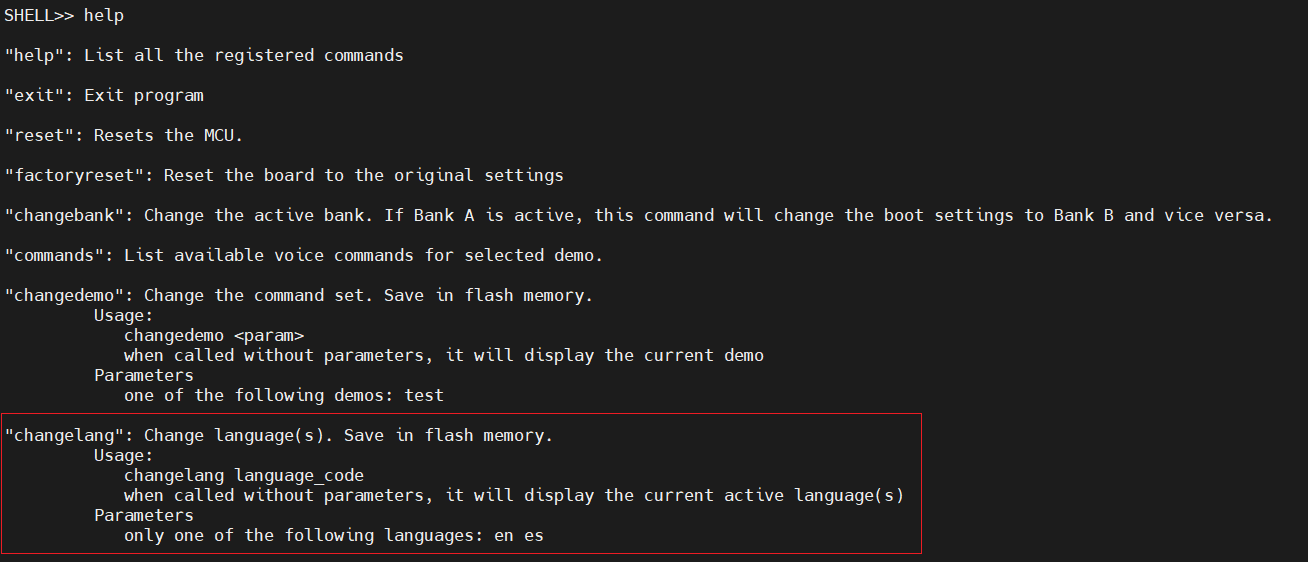 SHELL>> help
"help": List all the registered commands
"exit": Exit program
"reset": Resets the MCU.
"factoryreset": Reset the board to the original settings
"changebank": Change the active bank. If Bank A is active, this command will change the boot settings to Bank B and vice versa.
"commands": List available voice commands for selected demo.
"changedemo": Change the command set. Save in flash memory.
Usage:
changedemo <param>
when called without parameters, it will display the current demo
Parameters
one of the following demos: test
"changelang": Change language(s). Save in flash memory.
Usage:
changelang language_code
when called without parameters, it will display the current active language(s)
Parameters
only one of the following languages: en es